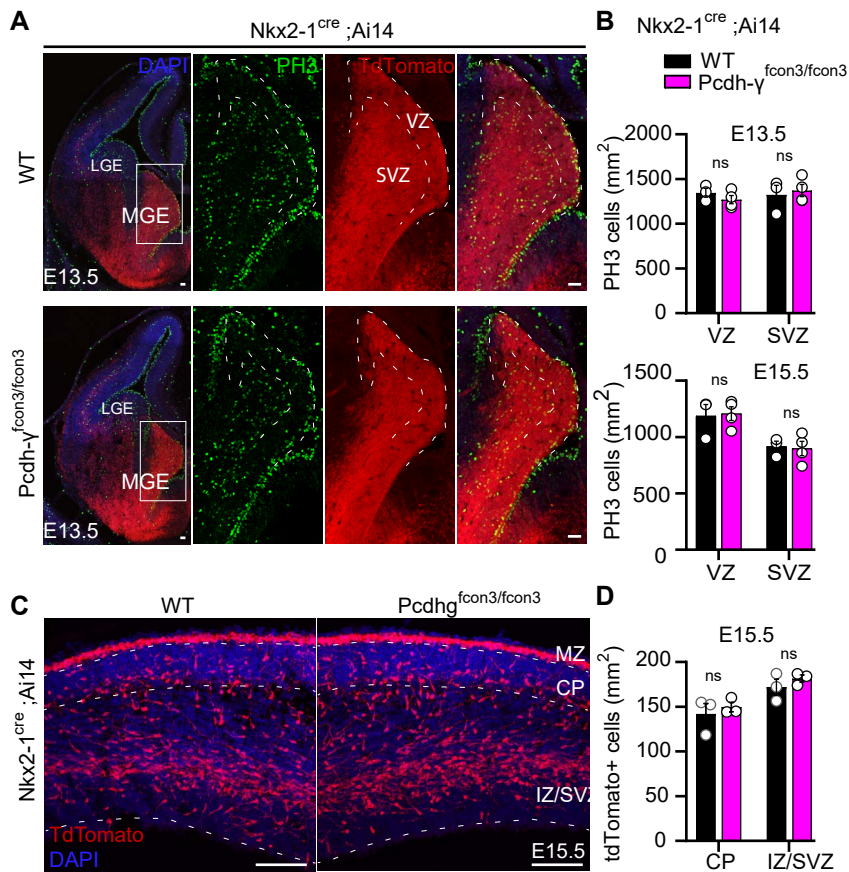 A
Nkx2-1cre ;Ai14
WT
DAPI
LGE
MGE
E13.5
PH3
TdTomato
VZ
SVZ
Pcdh-γfcon3/fcon3
LGE
MGE
E13.5
B
Nkx2-1cre ;Ai14
WT
Pcdh-γfcon3/fcon3
E13.5
PH3 cells (mm2)
2000
1500
1000
500
0
ns
ns
VZ
SVZ
E15.5
PH3 cells (mm2)
1500
1000
500
0
ns
ns
VZ
SVZ
C
WT
Pcdhgfcon3/fcon3
Nkx2-1cre ;Ai14
MZ
CP
IZ/SVZ
TdTomato
DAPI
E15.5
D
E15.5
tdTomato+ cells (mm2)
200
150
100
50
0
ns
ns
CP
IZ/SVZ